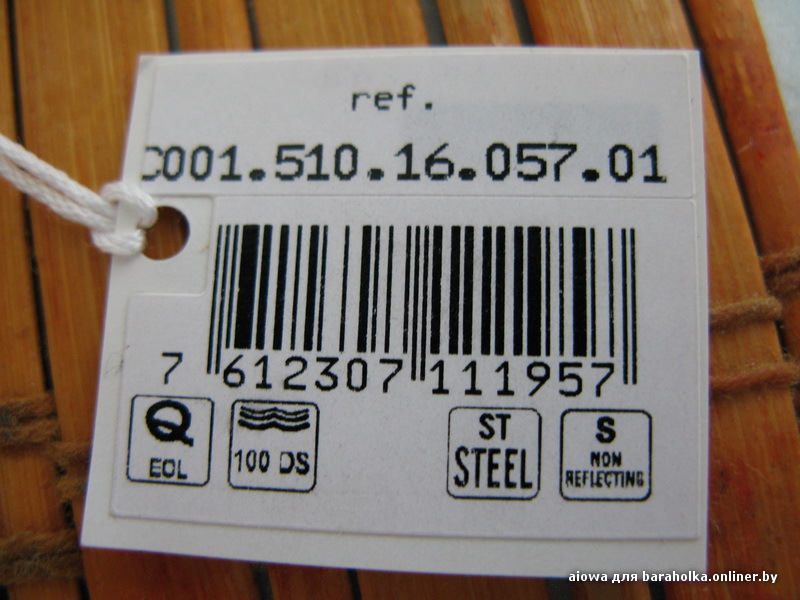 ref.
C001.510.16.057.01
7 612307 111957
Q
EOL
100 DS
ST
STEEL
S
NON
REFLECTING
aiowa для baraholka.onliner.by